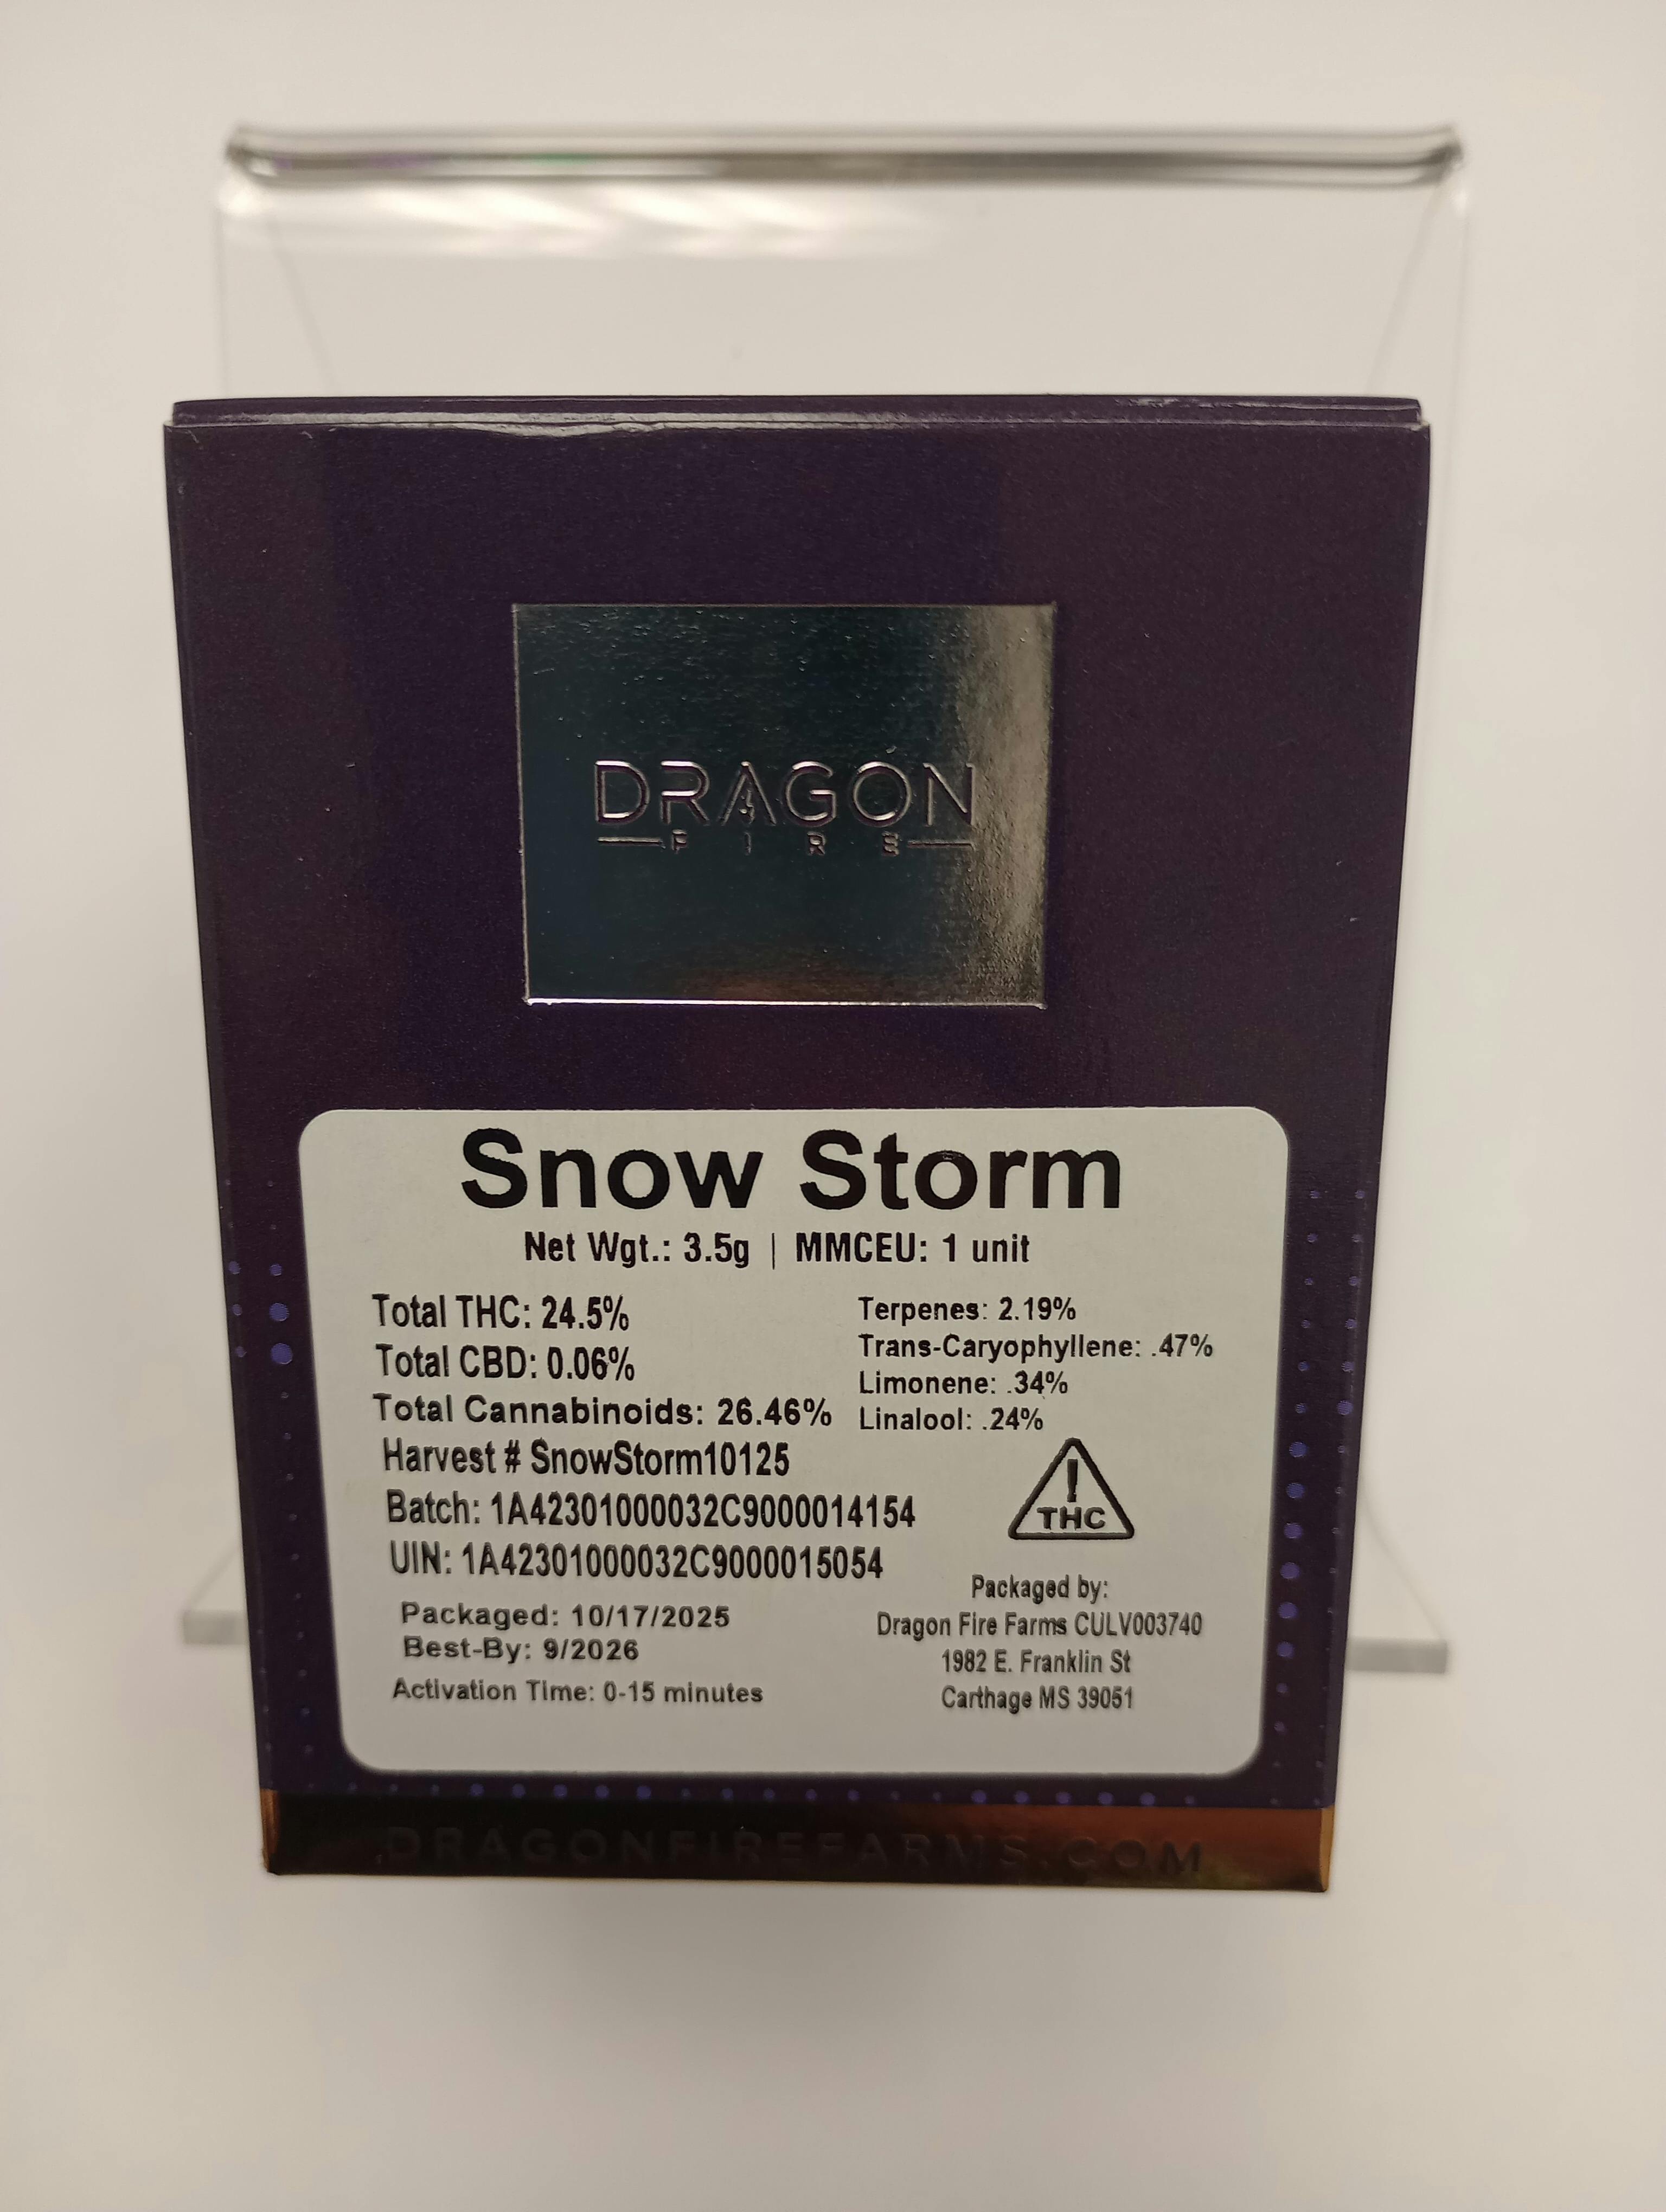 DRAGON
FIRE
Snow Storm
Net Wgt.: 3.5g | MMCEU: 1 unit
Total THC: 24.5%
Total CBD: 0.06%
Total Cannabinoids: 26.46%
Harvest # SnowStorm10125
Batch: 1A42301000032C9000014154
UIN: 1A42301000032C9000015054
Packaged: 10/17/2025
Best-By: 9/2026
Activation Time: 0-15 minutes
Terpenes: 2.19%
Trans-Caryophyllene: .47%
Limonene: .34%
Linalool: .24%
!
THC
Packaged by:
Dragon Fire Farms CULV003740
1982 E. Franklin St
Carthage MS 39051
DRAGONFIREFARMS.COM